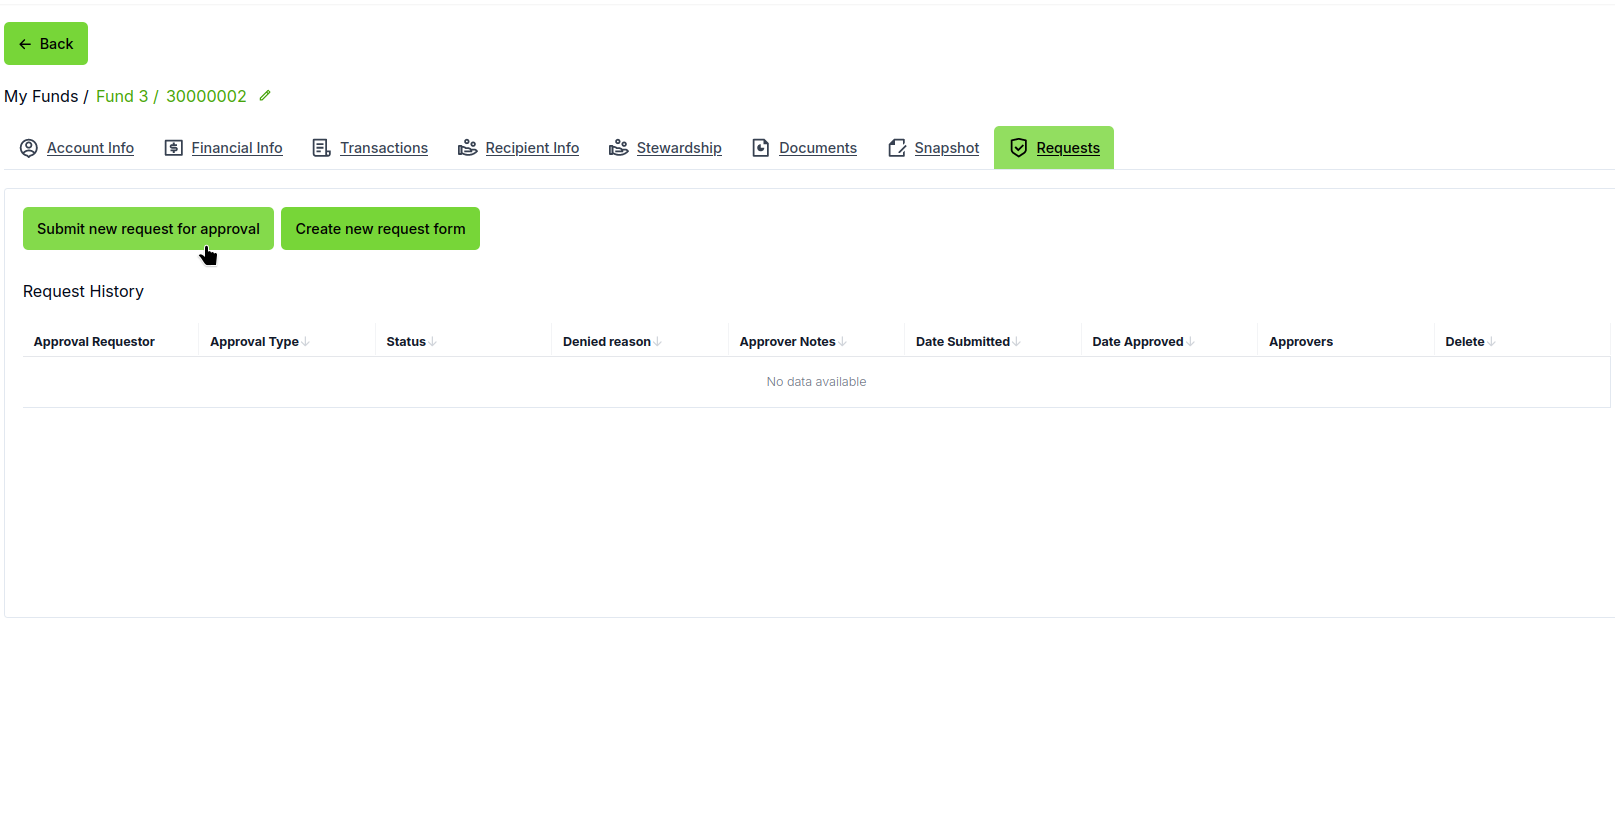 Back
My Funds / Fund 3 / 30000002
Account Info Financial Info Transactions Recipient Info Stewardship Documents Snapshot Requests
Submit new request for approval Create new request form
Request History
Approval Requestor Approval Type Status Denied reason Approver Notes Date Submitted Date Approved Approvers Delete
No data available